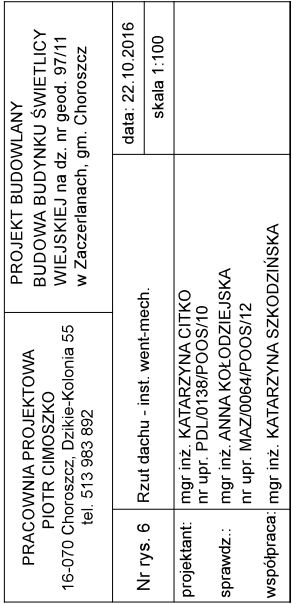 PRACOWNIA PROJEKTOWA
PIOTR CIMOSZKO
16-070 Choroszcz, Dzikie-Kolonia 55
tel. 513 983 892
PROJEKT BUDOWLANY
BUDOWA BUDYNKU ŚWIETLICY
WIEJSKIEJ na dz. nr geod. 97/11
w Zaczerlanach, gm. Choroszcz
Nr rys. 6
Rzut dachu - inst. went-mech.
data: 22.10.2016
skala 1:100
projektant: mgr inż. KATARZYNA CITKO
nr upr. PDL/0138/POOS/10
sprawdz.: mgr inż. ANNA KOŁODZIEJSKA
nr upr. MAZ/0064/POOS/12
współpraca: mgr inż. KATARZYNA SZKODZIŃSKA